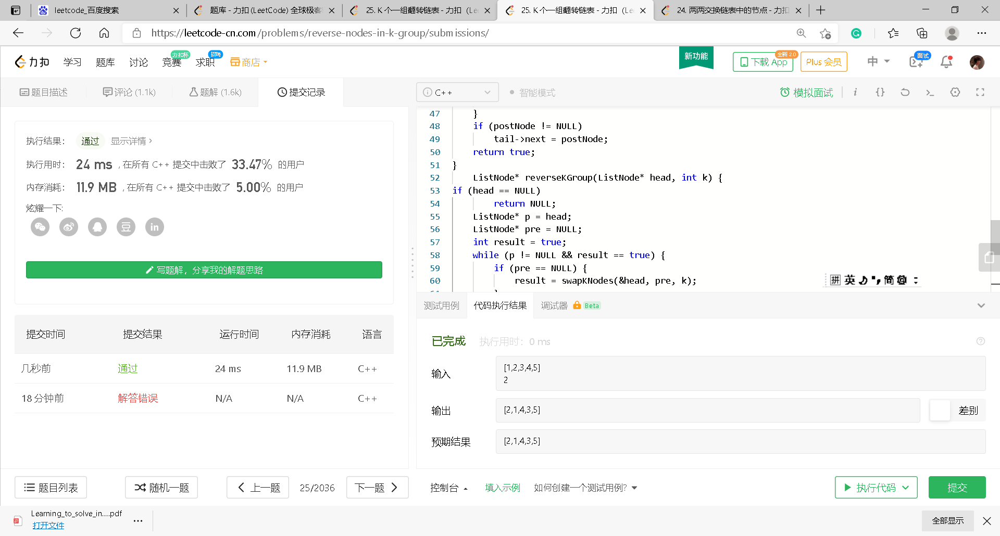 leetcode_百度搜索
题库 - 力扣 (LeetCode) 全球极客
25. K 个一组翻转链表 - 力扣 (Le
25. K 个一组翻转链表 - 力扣 (Le
24. 两两交换链表中的节点 - 力扣
https://leetcode-cn.com/problems/reverse-nodes-in-k-group/submissions/
力扣
学习
题库
讨论
竞赛
力扣杯
求职
招聘
商店
新功能
下载 App
全新 2.0
Plus 会员
中
面试
题目描述
评论 (1.1k)
题解 (1.6k)
提交记录
C++
智能模式
模拟面试
执行结果:
通过
显示详情 >
执行用时: 24 ms , 在所有 C++ 提交中击败了 33.47% 的用户
内存消耗: 11.9 MB , 在所有 C++ 提交中击败了 5.00% 的用户
炫耀一下:
豆
in
写题解, 分享我的解题思路
提交时间 提交结果 运行时间 内存消耗 语言
几秒前 通过 24 ms 11.9 MB C++
18 分钟前 解答错误 N/A N/A C++
47 }
48 if (postNode != NULL)
49 tail->next = postNode;
50 return true;
51 }
52 ListNode* reverseKGroup(ListNode* head, int k) {
53 if (head == NULL)
54 return NULL;
55 ListNode* p = head;
56 ListNode* pre = NULL;
57 int result = true;
58 while (p != NULL && result == true) {
59 if (pre == NULL) {
60 result = swapKNodes(&head, pre, k);
拼 英 简
测试用例
代码执行结果
调试器
Beta
已完成
执行用时: 0 ms
输入
[1,2,3,4,5]
2
输出
[2,1,4,3,5]
差别
预期结果
[2,1,4,3,5]
题目列表
随机一题
上一题
25/2036
下一题
控制台
填入示例
如何创建一个测试用例?
执行代码
提交
Learning_to_solve_in....pdf
打开文件
全部显示